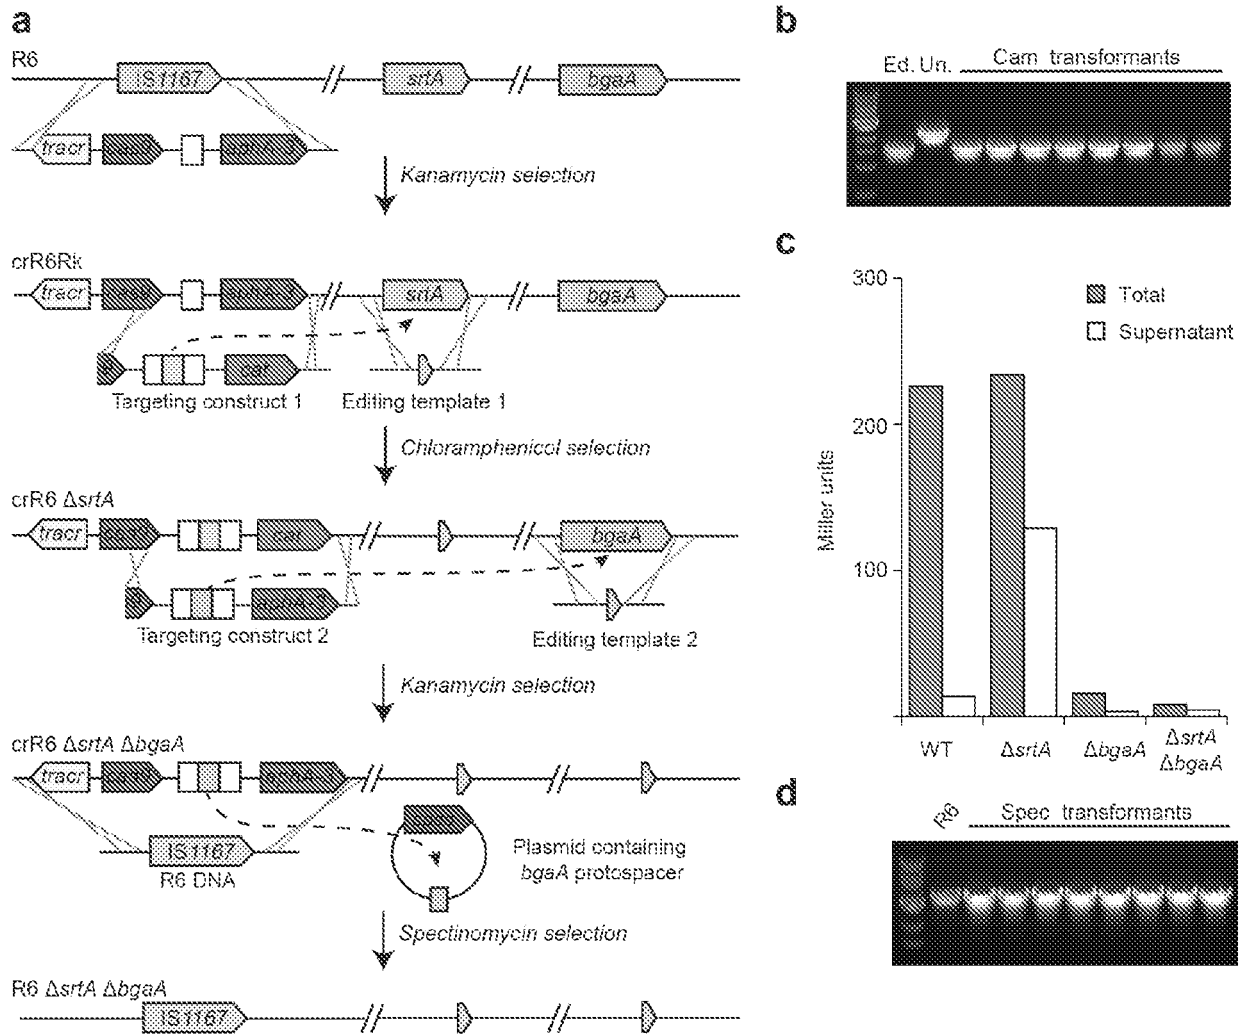 a
R6
IS1167
srtA
bgaA
tracr
Kanamycin selection
crR6Rk
tracr
srtA
bgaA
cat
Targeting construct 1
Editing template 1
Chloramphenicol selection
crR6 ΔsrtA
tracr
cat
bgaA
aphA-3
Targeting construct 2
Editing template 2
Kanamycin selection
crR6 ΔsrtA ΔbgaA
tracr
IS1167
R6 DNA
Plasmid containing
bgaA protospacer
Spectinomycin selection
R6 ΔsrtA ΔbgaA
IS1167
b
Ed. Un. Cam transformants
c
300
200
100
Miller units
Total
Supernatant
WT
ΔsrtA
ΔbgaA
ΔsrtA
ΔbgaA
d
R6
Spec transformants